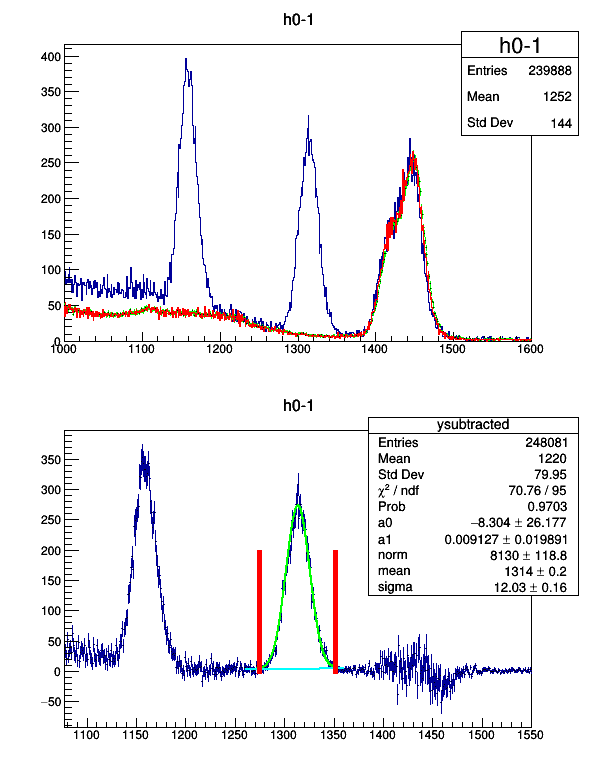 h0-1
h0-1
Entries 239888
Mean 1252
Std Dev 144
400
350
300
250
200
150
100
50
0
1000 1100 1200 1300 1400 1500 1600
h0-1
ysubtracted
Entries 248081
Mean 1220
Std Dev 79.95
χ² / ndf 70.76 / 95
Prob 0.9703
a0 −8.304 ± 26.177
a1 0.009127 ± 0.019891
norm 8130 ± 118.8
mean 1314 ± 0.2
sigma 12.03 ± 0.16
350
300
250
200
150
100
50
0
−50
1100 1150 1200 1250 1300 1350 1400 1450 1500 1550